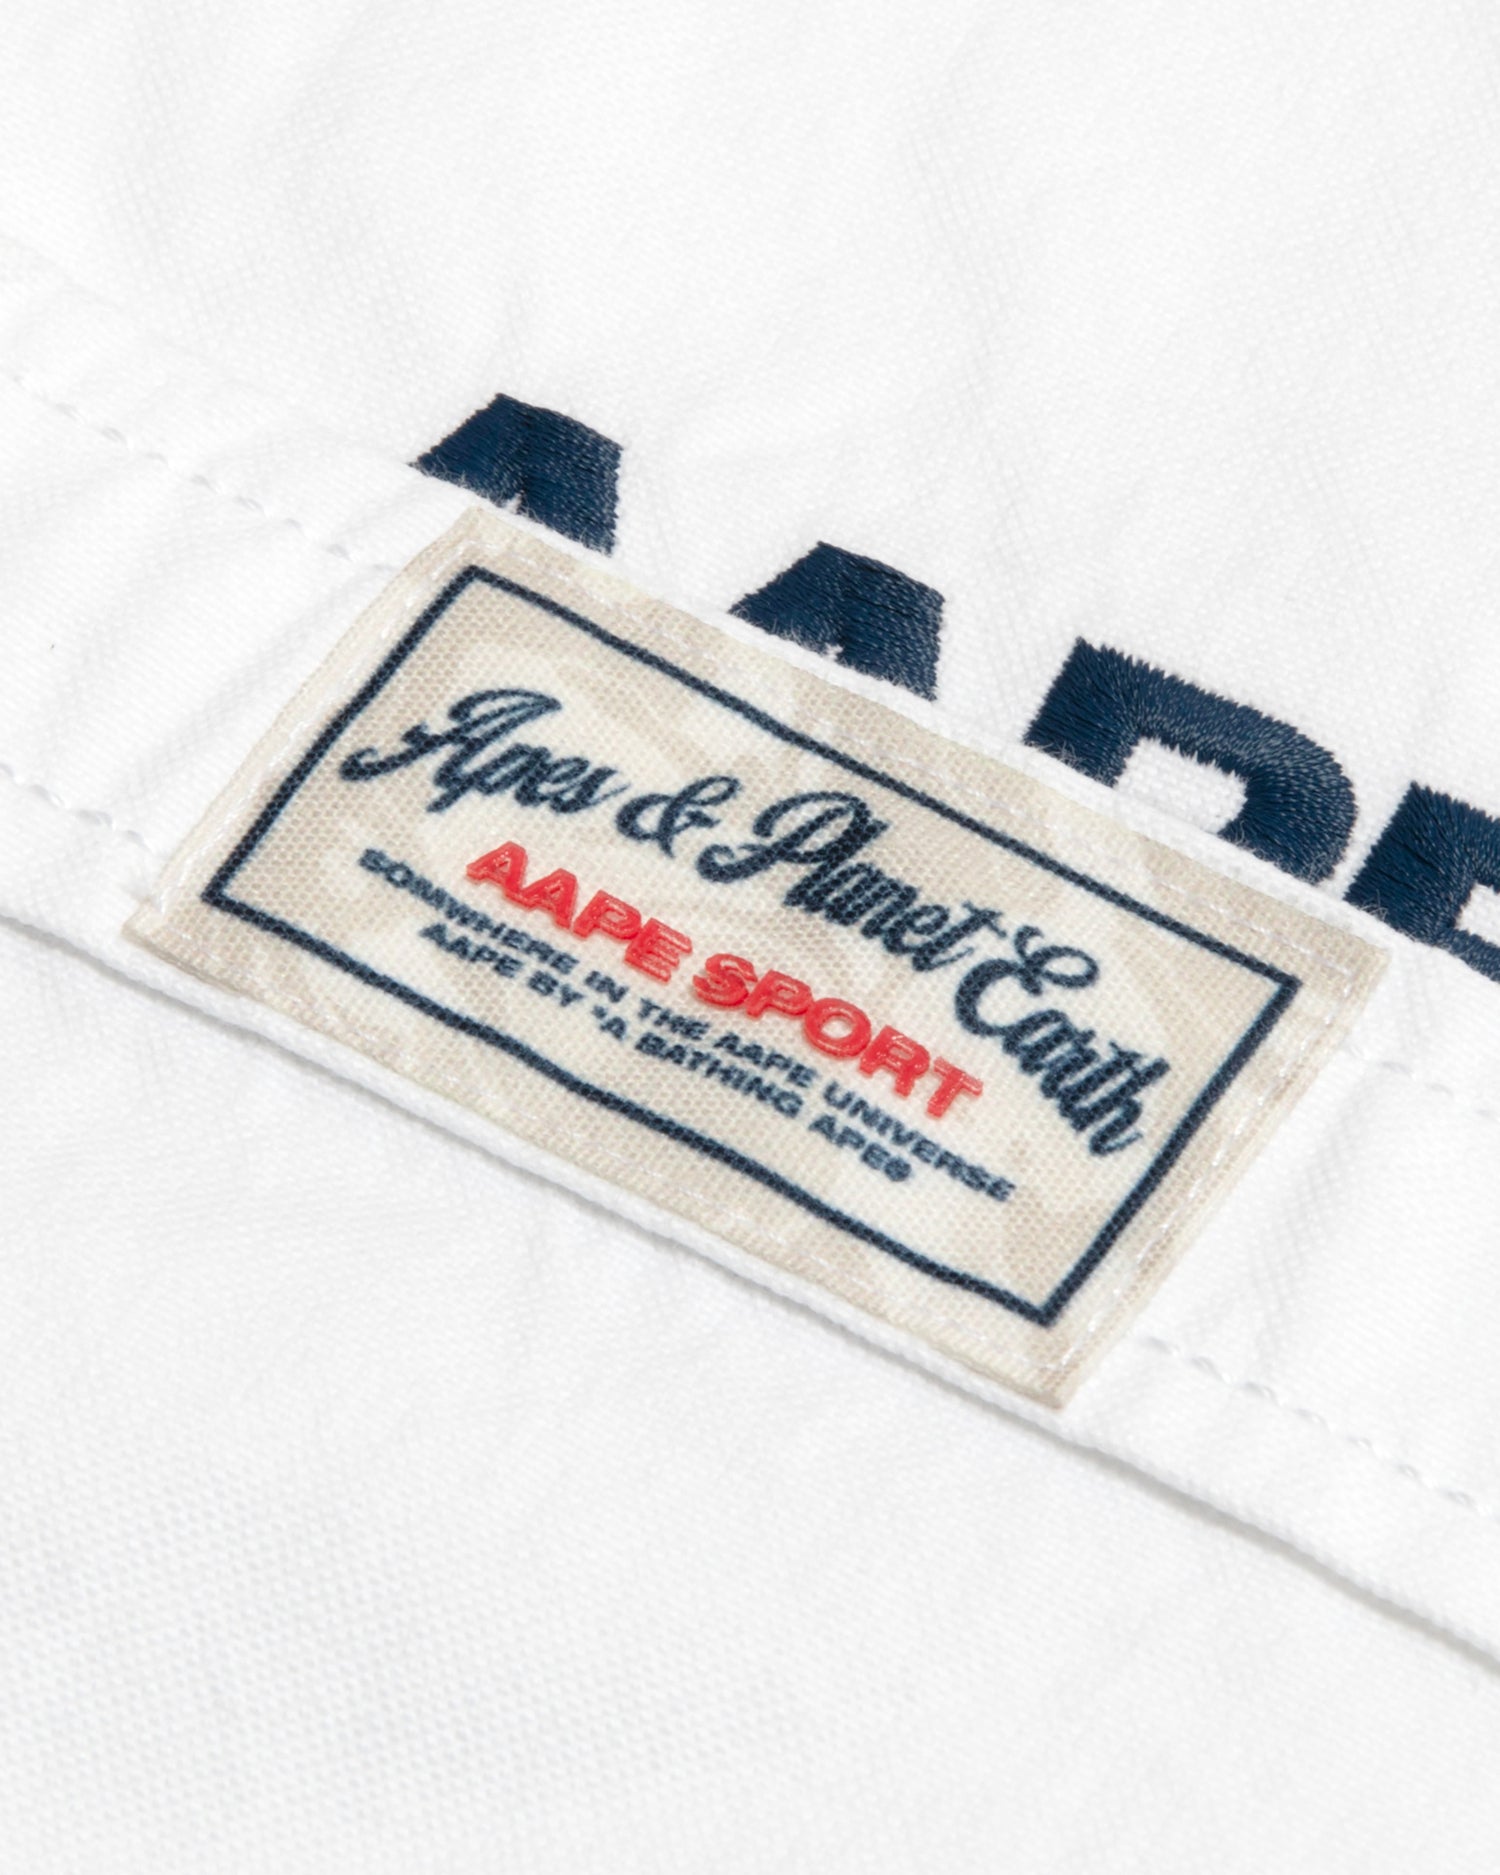 AAPE
Apes & Planet Earth
AAPE SPORT
SOMWHERE IN THE AAPE UNIVERSE
AAPE BY *A BATHING APE®